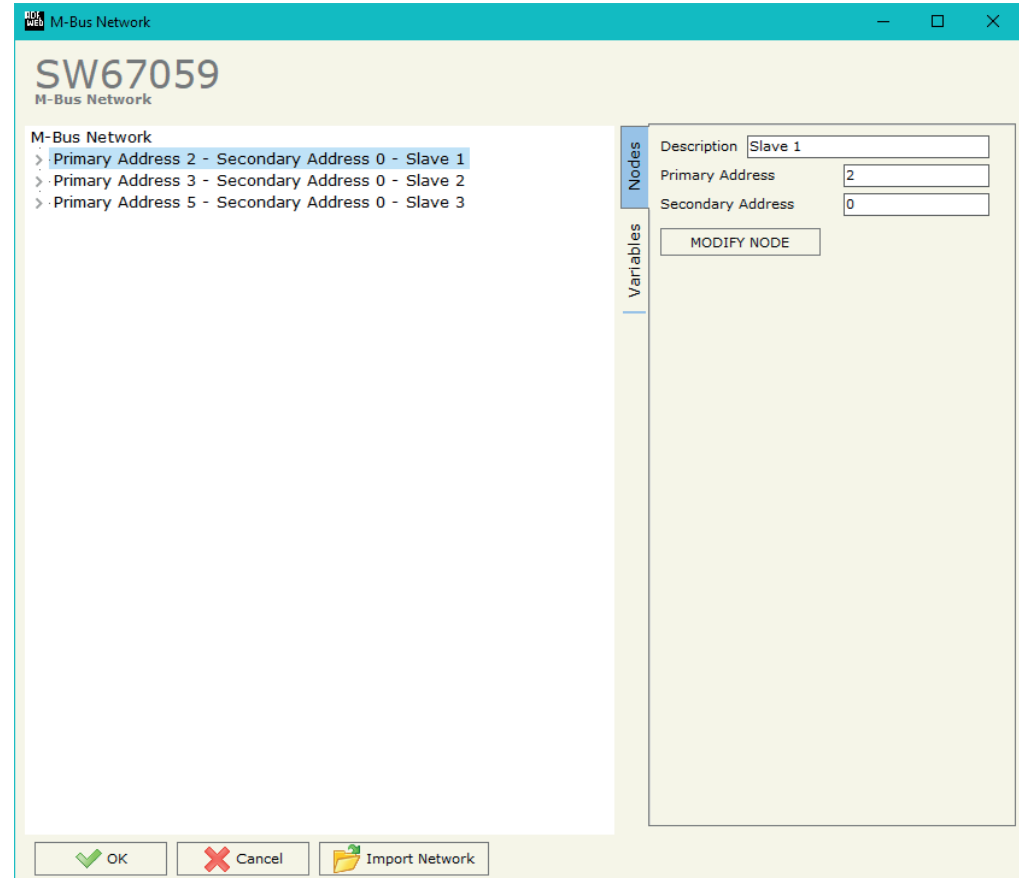 ADF WEB M-Bus Network
SW67059
M-Bus Network
M-Bus Network
Primary Address 2 - Secondary Address 0 - Slave 1
Primary Address 3 - Secondary Address 0 - Slave 2
Primary Address 5 - Secondary Address 0 - Slave 3
Nodes
Variables
Description Slave 1
Primary Address 2
Secondary Address 0
MODIFY NODE
OK Cancel Import Network